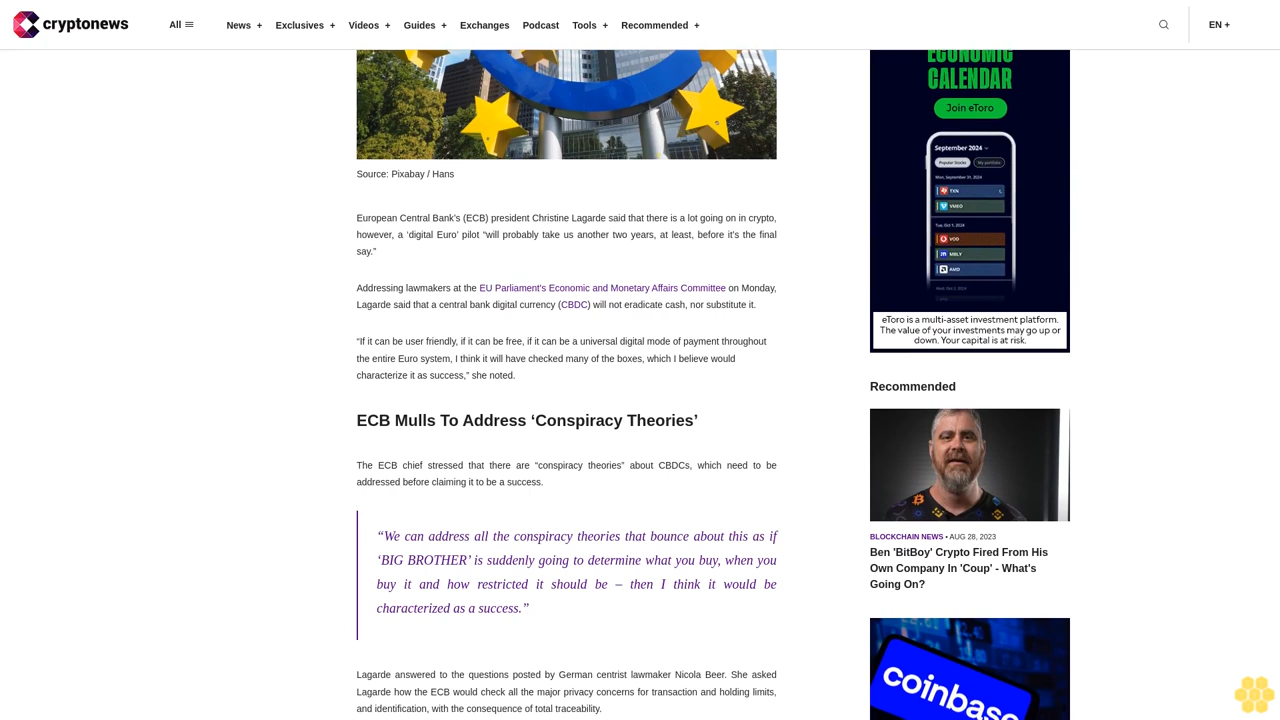 cryptonews
All
News +
Exclusives +
Videos +
Guides +
Exchanges
Podcast
Tools +
Recommended +
EN +
Source: Pixabay / Hans
European Central Bank’s (ECB) president Christine Lagarde said that there is a lot going on in crypto,
however, a ‘digital Euro’ pilot “will probably take us another two years, at least, before it’s the final
say.”
Addressing lawmakers at the EU Parliament’s Economic and Monetary Affairs Committee on Monday,
Lagarde said that a central bank digital currency (CBDC) will not eradicate cash, nor substitute it.
“If it can be user friendly, if it can be free, if it can be a universal digital mode of payment throughout
the entire Euro system, I think it will have checked many of the boxes, which I believe would
characterize it as success,” she noted.
ECB Mulls To Address ‘Conspiracy Theories’
The ECB chief stressed that there are “conspiracy theories” about CBDCs, which need to be
addressed before claiming it to be a success.
“We can address all the conspiracy theories that bounce about this as if
‘BIG BROTHER’ is suddenly going to determine what you buy, when you
buy it and how restricted it should be – then I think it would be
characterized as a success.”
Lagarde answered to the questions posted by German centrist lawmaker Nicola Beer. She asked
Lagarde how the ECB would check all the major privacy concerns for transaction and holding limits,
and identification, with the consequence of total traceability.
ECONOMIC
CALENDAR
Join eToro
September 2024
Popular Stocks
My portfolio
Mon, September 31, 2024
TXN
VMEO
Tue, Oct 1, 2024
VOD
MBLY
AMD
Wed, Oct 2, 2024
eToro is a multi-asset investment platform.
The value of your investments may go up or
down. Your capital is at risk.
Recommended
BLOCKCHAIN NEWS • AUG 28, 2023
Ben 'BitBoy' Crypto Fired From His
Own Company In 'Coup' - What's
Going On?
coinbase